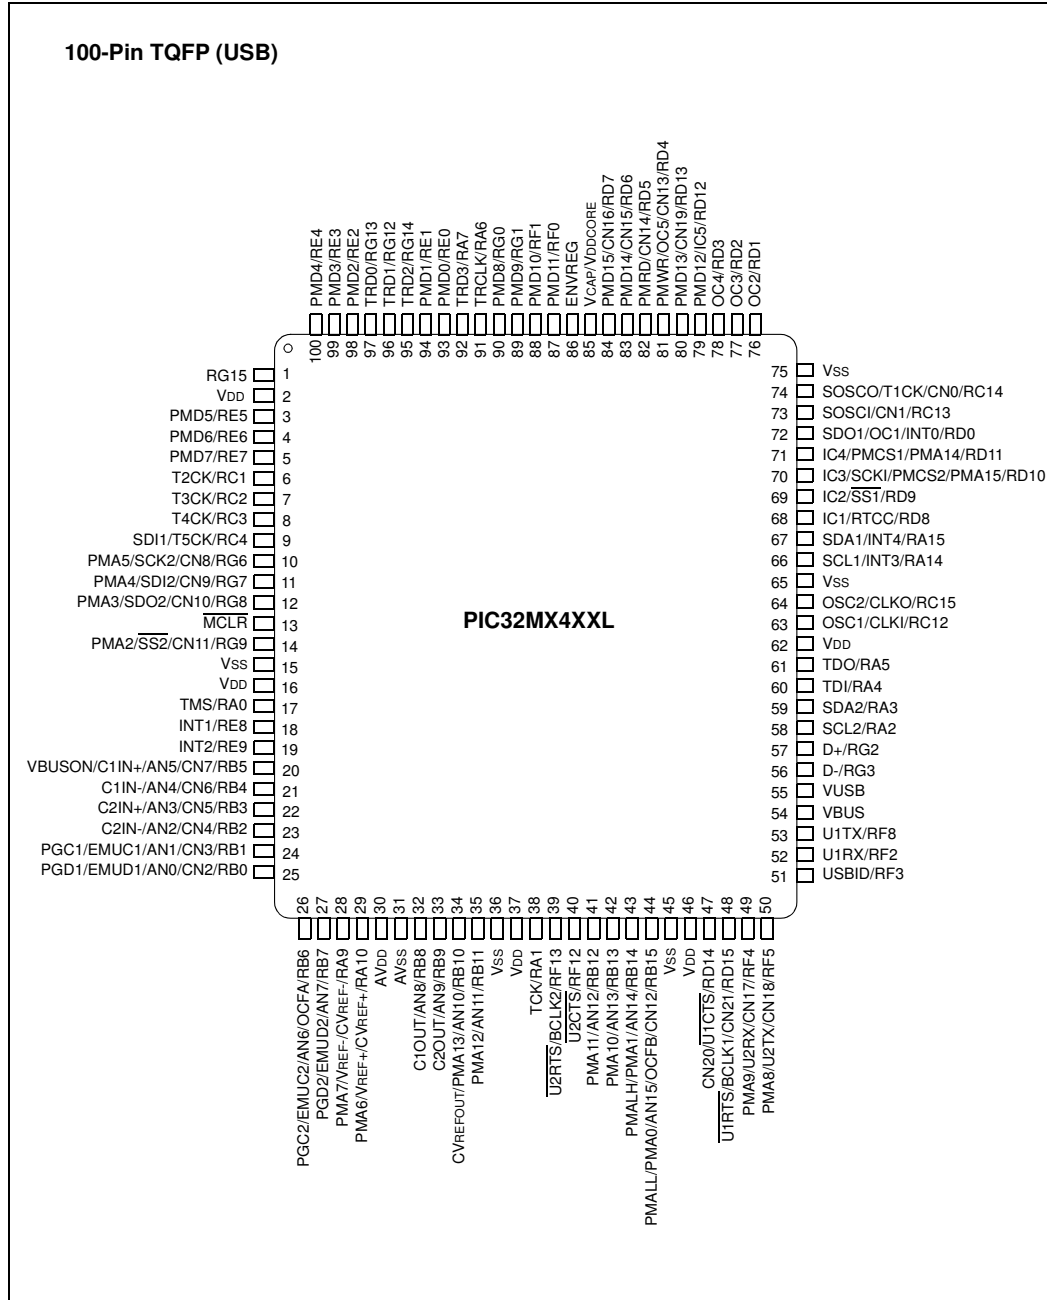 100-Pin TQFP (USB)
PMD4/RE4
PMD3/RE3
PMD2/RE2
TRD0/RG13
TRD1/RG12
TRD2/RG14
PMD1/RE1
PMD0/RE0
TRD3/RA7
TRCLK/RA6
PMD8/RG0
PMD9/RG1
PMD10/RF1
PMD11/RF0
ENVREG
VCAP/VDDCORE
PMD15/CN16/RD7
PMD14/CN15/RD6
PMRD/CN14/RD5
PMWR/OC5/CN13/RD4
PMD13/CN19/RD13
PMD12/IC5/RD12
OC4/RD3
OC3/RD2
OC2/RD1
100
99
98
97
96
95
94
93
92
91
90
89
88
87
86
85
84
83
82
81
80
79
78
77
76
RG15 1
VDD 2
PMD5/RE5 3
PMD6/RE6 4
PMD7/RE7 5
T2CK/RC1 6
T3CK/RC2 7
T4CK/RC3 8
SDI1/T5CK/RC4 9
PMA5/SCK2/CN8/RG6 10
PMA4/SDI2/CN9/RG7 11
PMA3/SDO2/CN10/RG8 12
MCLR 13
PMA2/SS2/CN11/RG9 14
VSS 15
VDD 16
TMS/RA0 17
INT1/RE8 18
INT2/RE9 19
VBUSON/C1IN+/AN5/CN7/RB5 20
C1IN-/AN4/CN6/RB4 21
C2IN+/AN3/CN5/RB3 22
C2IN-/AN2/CN4/RB2 23
PGC1/EMUC1/AN1/CN3/RB1 24
PGD1/EMUD1/AN0/CN2/RB0 25
PIC32MX4XXL
75 VSS
74 SOSCO/T1CK/CN0/RC14
73 SOSCI/CN1/RC13
72 SDO1/OC1/INT0/RD0
71 IC4/PMCS1/PMA14/RD11
70 IC3/SCKI/PMCS2/PMA15/RD10
69 IC2/SS1/RD9
68 IC1/RTCC/RD8
67 SDA1/INT4/RA15
66 SCL1/INT3/RA14
65 VSS
64 OSC2/CLKO/RC15
63 OSC1/CLKI/RC12
62 VDD
61 TDO/RA5
60 TDI/RA4
59 SDA2/RA3
58 SCL2/RA2
57 D+/RG2
56 D-/RG3
55 VUSB
54 VBUS
53 U1TX/RF8
52 U1RX/RF2
51 USBID/RF3
26
27
28
29
30
31
32
33
34
35
36
37
38
39
40
41
42
43
44
45
46
47
48
49
50
PGC2/EMUC2/AN6/OCFA/RB6
PGD2/EMUD2/AN7/RB7
PMA7/VREF-/CVREF-/RA9
PMA6/VREF+/CVREF+/RA10
AVDD
AVSS
C1OUT/AN8/RB8
C2OUT/AN9/RB9
CVREFOUT/PMA13/AN10/RB10
PMA12/AN11/RB11
VSS
VDD
TCK/RA1
U2RTS/BCLK2/RF13
U2CTS/RF12
PMA11/AN12/RB12
PMA10/AN13/RB13
PMALH/PMA1/AN14/RB14
PMALL/PMA0/AN15/OCFB/CN12/RB15
VSS
VDD
CN20/U1CTS/RD14
U1RTS/BCLK1/CN21/RD15
PMA9/U2RX/CN17/RF4
PMA8/U2TX/CN18/RF5